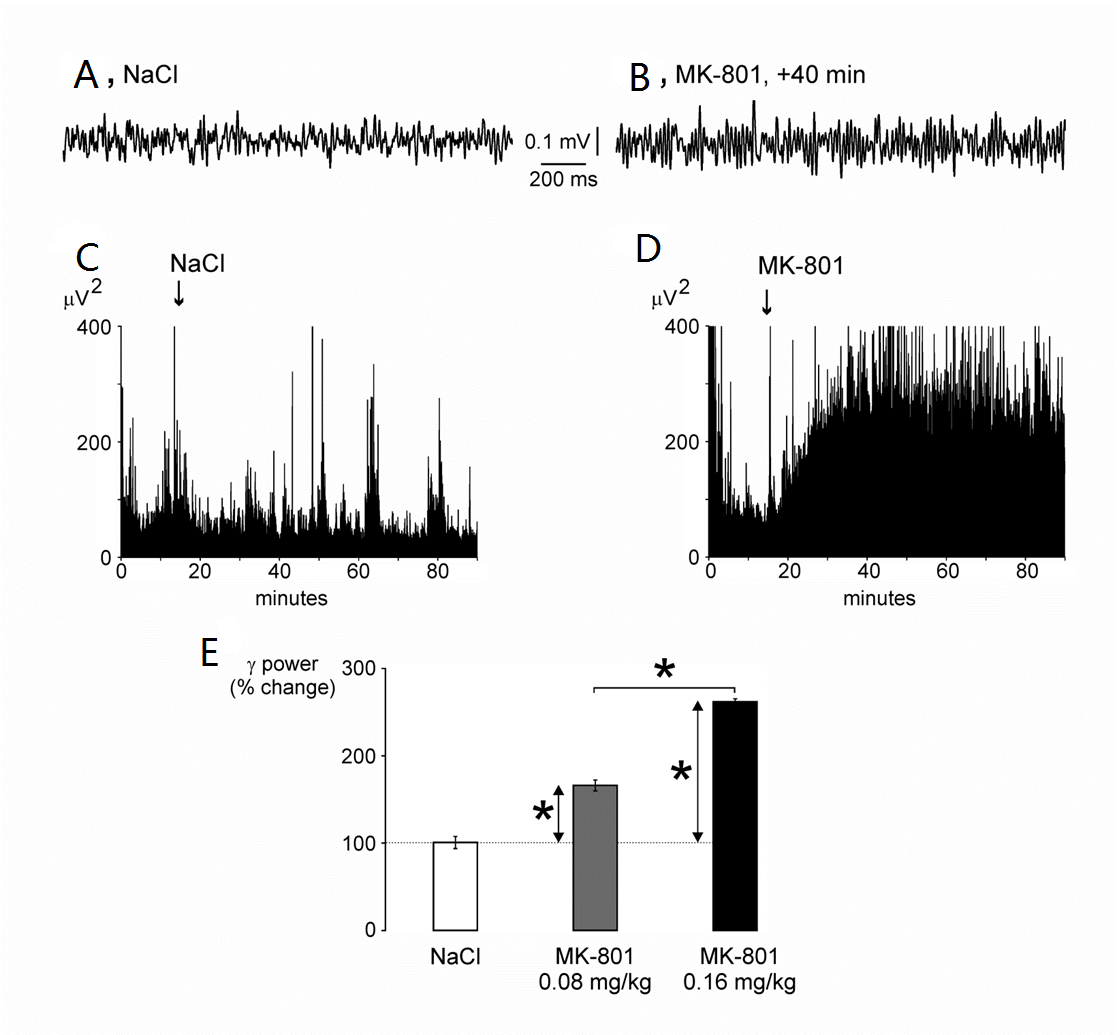 A , NaCl
B , MK-801, +40 min
0.1 mV
200 ms
C
NaCl
↓
μV2
400
200
0
0 20 40 60 80
minutes
D
MK-801
↓
μV2
400
200
0
0 20 40 60 80
minutes
E
γ power
(% change)
300
200
100
0
*
*
*
NaCl
MK-801
0.08 mg/kg
MK-801
0.16 mg/kg